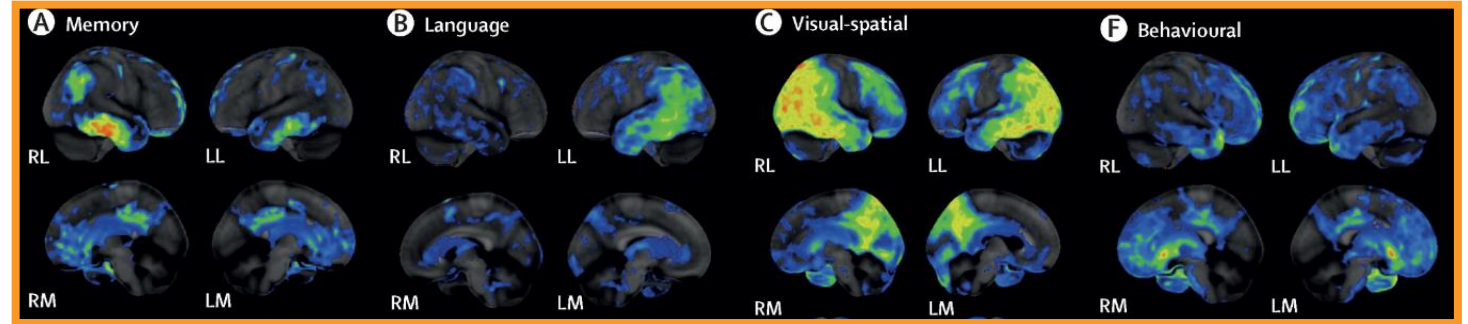 A Memory
RL
LL
RM
LM
B Language
RL
LL
RM
LM
C Visual-spatial
RL
LL
RM
LM
F Behavioural
RL
LL
RM
LM